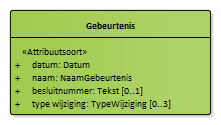 Gebeurtenis
«Attribuutsoort»
+ datum: Datum
+ naam: NaamGebeurtenis
+ besluitnummer: Tekst [0..1]
+ type wijziging: TypeWijziging [0..3]